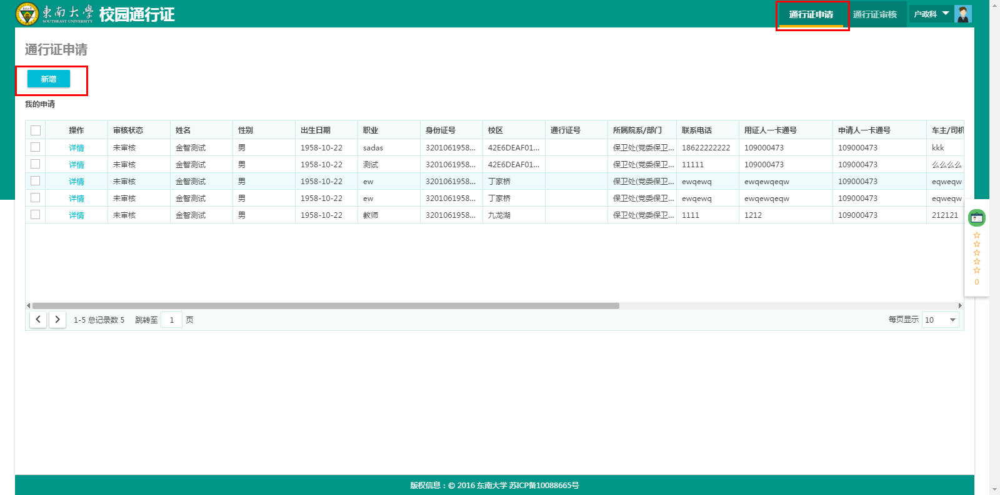 東南大學 校园通行证 通行证申请 通行证审核 户政科
SOUTHEAST UNIVERSITY
通行证申请
新增
我的申请
操作 审核状态 姓名 性别 出生日期 职业 身份证号 校区 通行证号 所属院系/部门 联系电话 用证人一卡通号 申请人一卡通号 车主/司机
详情 未审核 金智测试 男 1958-10-22 sadas 3201061958... 42E6DEAF01... 保卫处(党委保卫... 18622222222 109000473 109000473 kkk
详情 未审核 金智测试 男 1958-10-22 测试 3201061958... 42E6DEAF01... 保卫处(党委保卫... 11111 109000473 109000473 么么么么
详情 未审核 金智测试 男 1958-10-22 ew 3201061958... 丁家桥 保卫处(党委保卫... ewqewq ewqewqeqw 109000473 eqweqw
详情 未审核 金智测试 男 1958-10-22 ew 3201061958... 丁家桥 保卫处(党委保卫... ewqewq ewqewqeqw 109000473 eqweqw
详情 未审核 金智测试 男 1958-10-22 教师 3201061958... 九龙湖 保卫处(党委保卫... 1111 1212 109000473 212121
0
1-5 总记录数 5 跳转至 1 页 每页显示 10
版权信息：© 2016 东南大学 苏ICP备10088665号